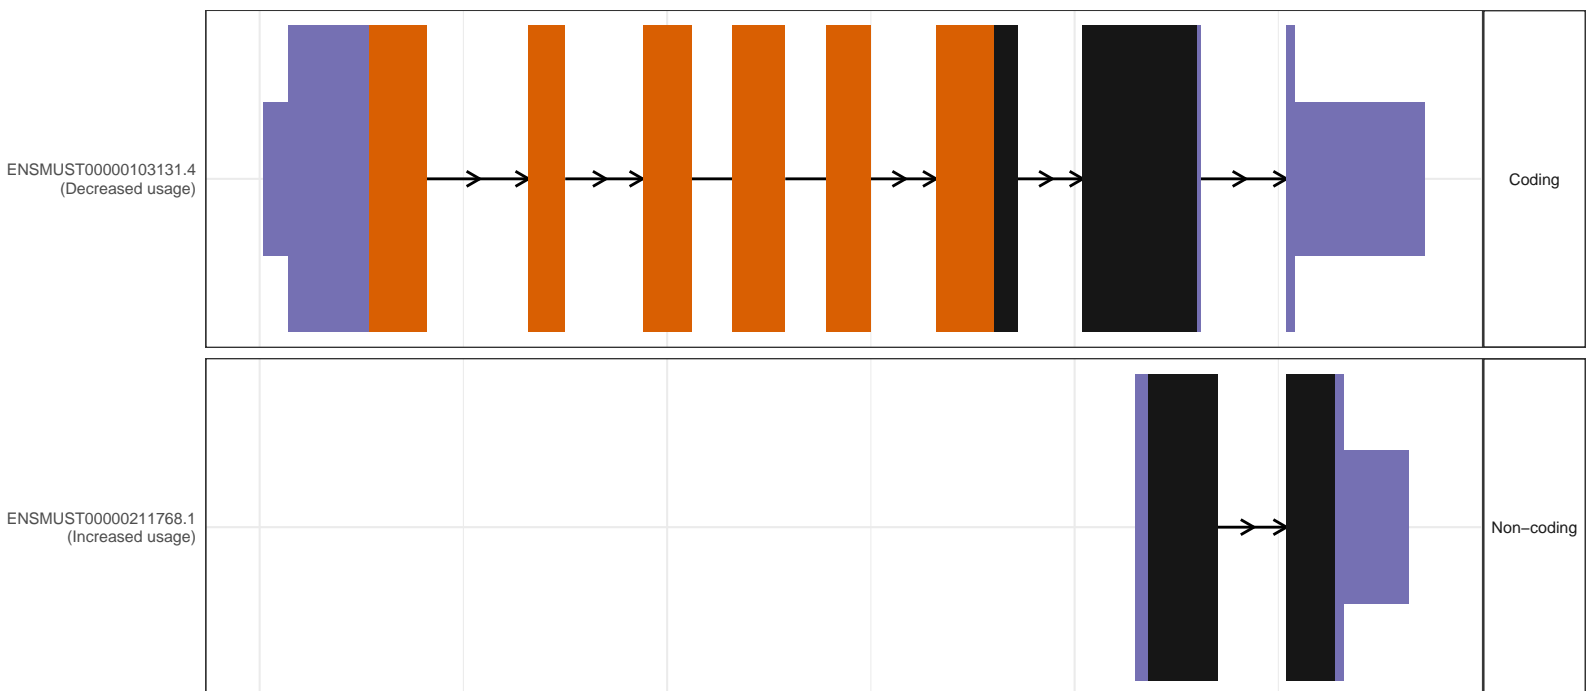 ENSMUST00000103131.4
(Decreased usage)
Coding
ENSMUST00000211768.1
(Increased usage)
Non−coding